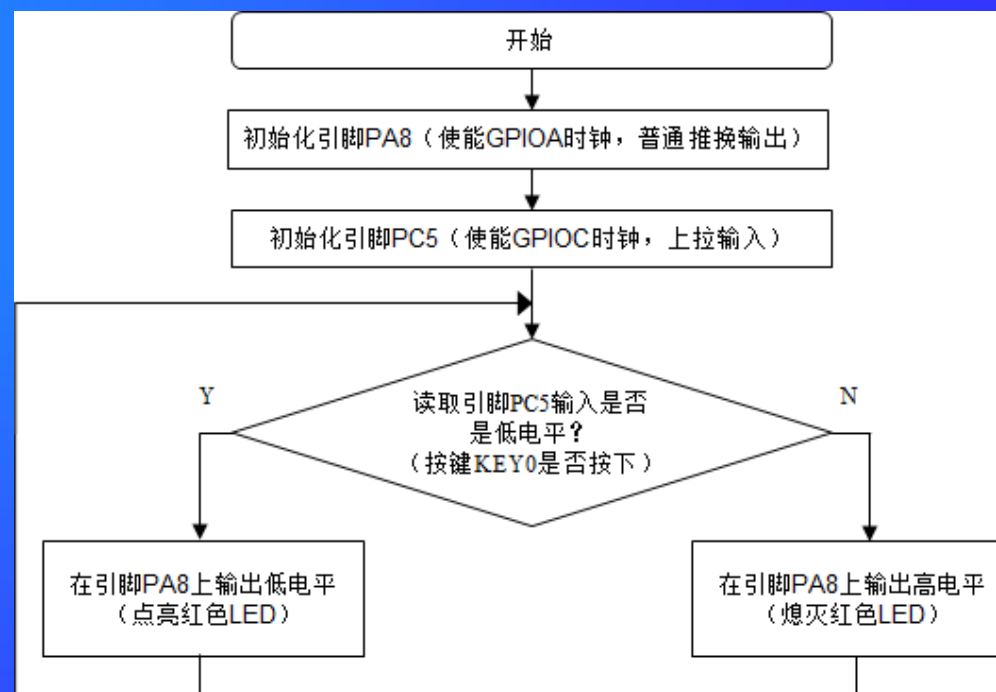 开始
初始化引脚PA8（使能GPIOA时钟，普通推挽输出）
初始化引脚PC5（使能GPIOC时钟，上拉输入）
Y
N
读取引脚PC5输入是否
是低电平？
（按键KEY0是否按下）
在引脚PA8上输出低电平
（点亮红色LED）
在引脚PA8上输出高电平
（熄灭红色LED）